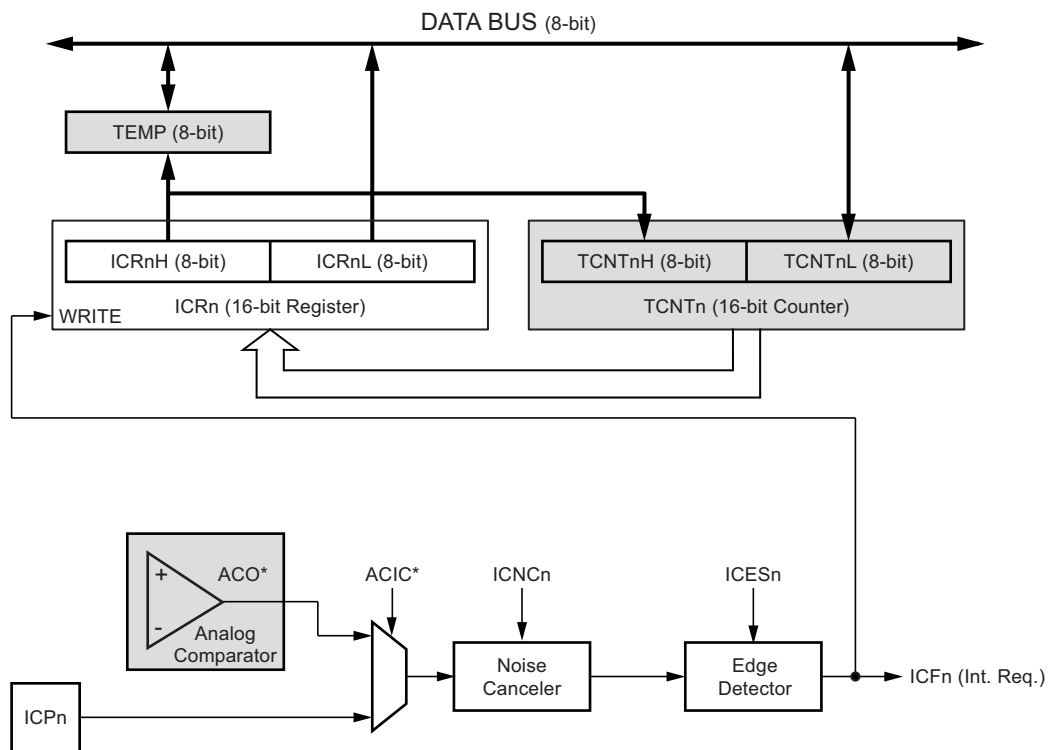 DATA BUS (8-bit)
TEMP (8-bit)
ICRnH (8-bit)
ICRnL (8-bit)
TCNTnH (8-bit)
TCNTnL (8-bit)
ICRn (16-bit Register)
TCNTn (16-bit Counter)
WRITE
+
-
ACO*
Analog
Comparator
ACIC*
ICNCn
ICESn
Noise
Canceler
Edge
Detector
ICFn (Int. Req.)
ICPn